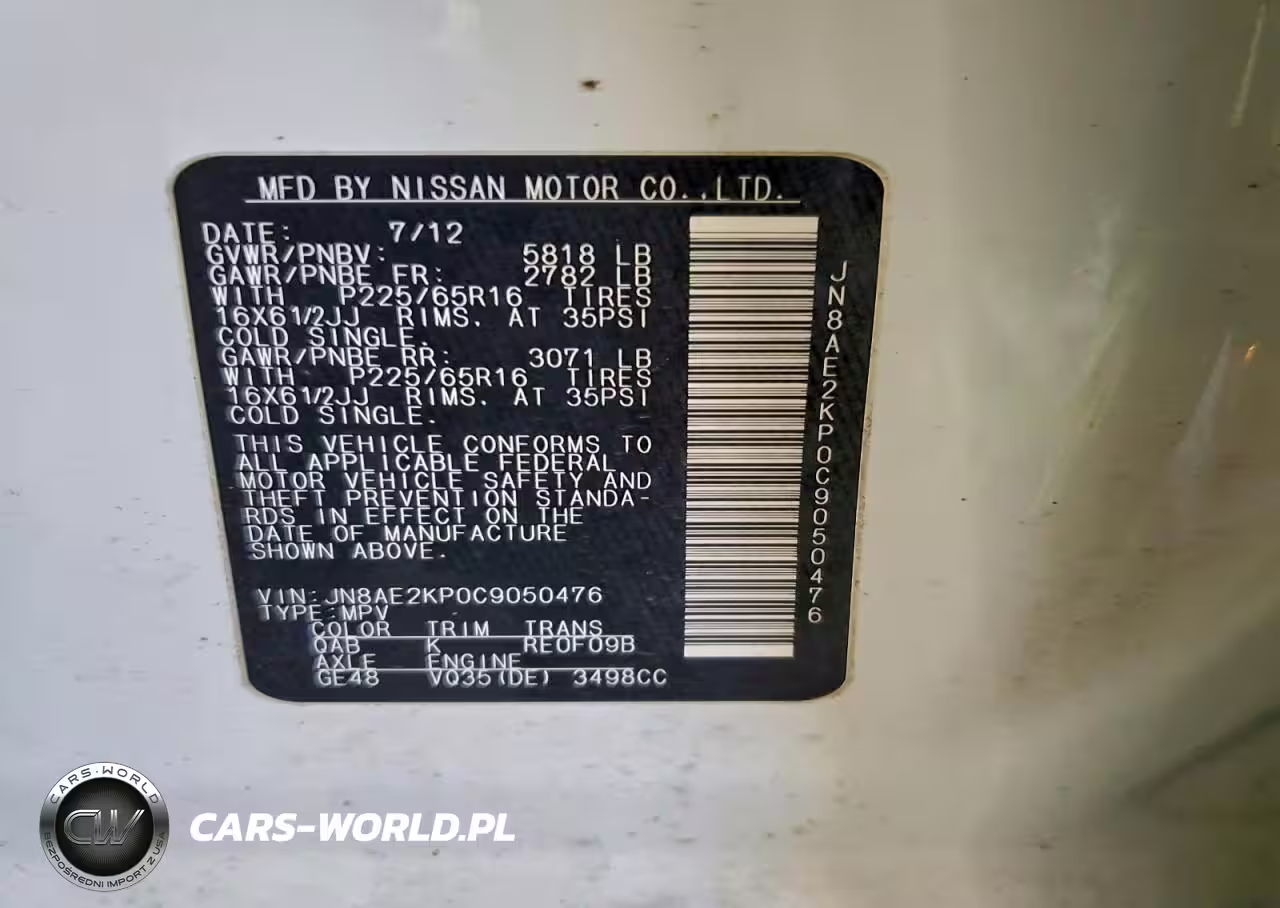 MFD BY NISSAN MOTOR CO.,LTD.
DATE: 7/12
GVWR/PNBV: 5818 LB
GAWR/PNBE FR: 2782 LB
WITH P225/65R16 TIRES
16X61/2JJ RIMS. AT 35PSI
COLD SINGLE.
GAWR/PNBE RR: 3071 LB
WITH P225/65R16 TIRES
16X61/2JJ RIMS. AT 35PSI
COLD SINGLE.
THIS VEHICLE CONFORMS TO
ALL APPLICABLE FEDERAL
MOTOR VEHICLE SAFETY AND
THEFT PREVENTION STANDA-
RDS IN EFFECT ON THE
DATE OF MANUFACTURE
SHOWN ABOVE.
VIN:JN8AE2KP0C9050476
TYPE:MPV
COLOR TRIM TRANS
QAB K RE0F09B
AXLE ENGINE
GE48 VQ35(DE) 3498CC
JN8AE2KP0C9050476
CARS-WORLD
CW
BEZPOŚREDNI IMPORT Z USA
CARS-WORLD.PL